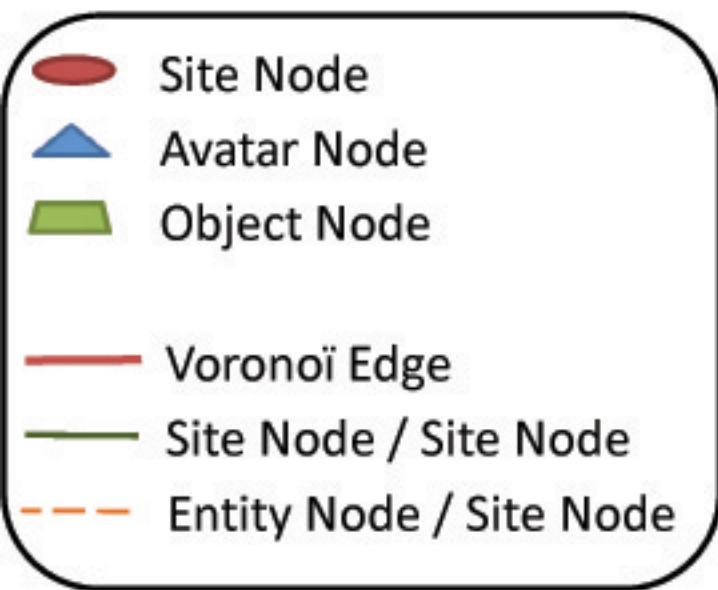 Site Node
Avatar Node
Object Node
Voronoï Edge
Site Node / Site Node
Entity Node / Site Node